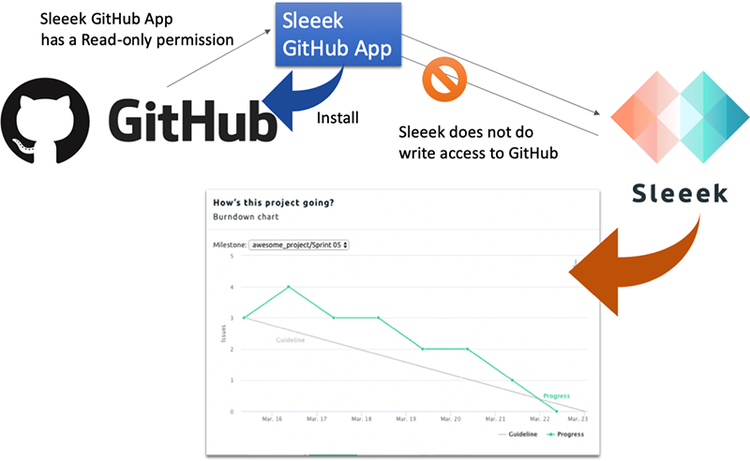 Sleeek GitHub App
has a Read-only permission
Sleeek
GitHub App
GitHub
Install
Sleeek does not do
write access to GitHub
Sleeek
How's this project going?
Burndown chart
Milestone: awesome_project/Sprint 05
5
4
3
2
1
0
Issues
Guideline
Progress
Mar. 16 Mar. 17 Mar. 18 Mar. 19 Mar. 20 Mar. 21 Mar. 22 Mar. 23
Guideline Progress